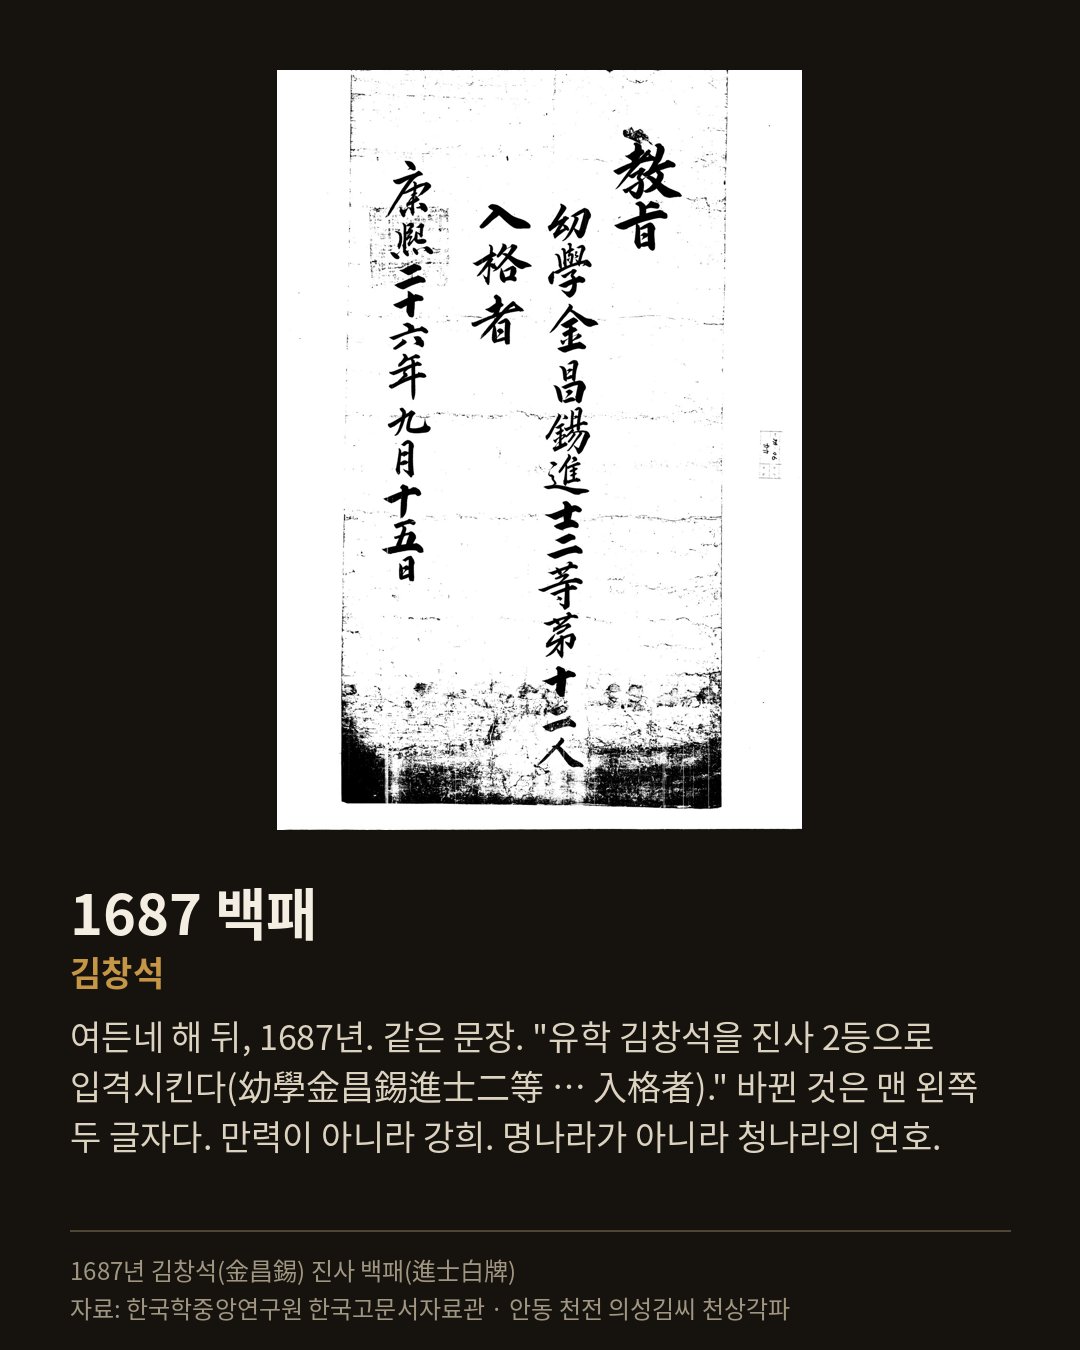 教旨
幼學金昌錫進士二等第十二人
入格者
康熙二十六年九月十五日
1687 백패
김창석
여든네 해 뒤, 1687년. 같은 문장. "유학 김창석을 진사 2등으로
입격시킨다(幼學金昌錫進士二等 … 入格者)." 바뀐 것은 맨 왼쪽
두 글자다. 만력이 아니라 강희. 명나라가 아니라 청나라의 연호.
1687년 김창석(金昌錫) 진사 백패(進士白牌)
자료: 한국학중앙연구원 한국고문서자료관 · 안동 천전 의성김씨 천상각파